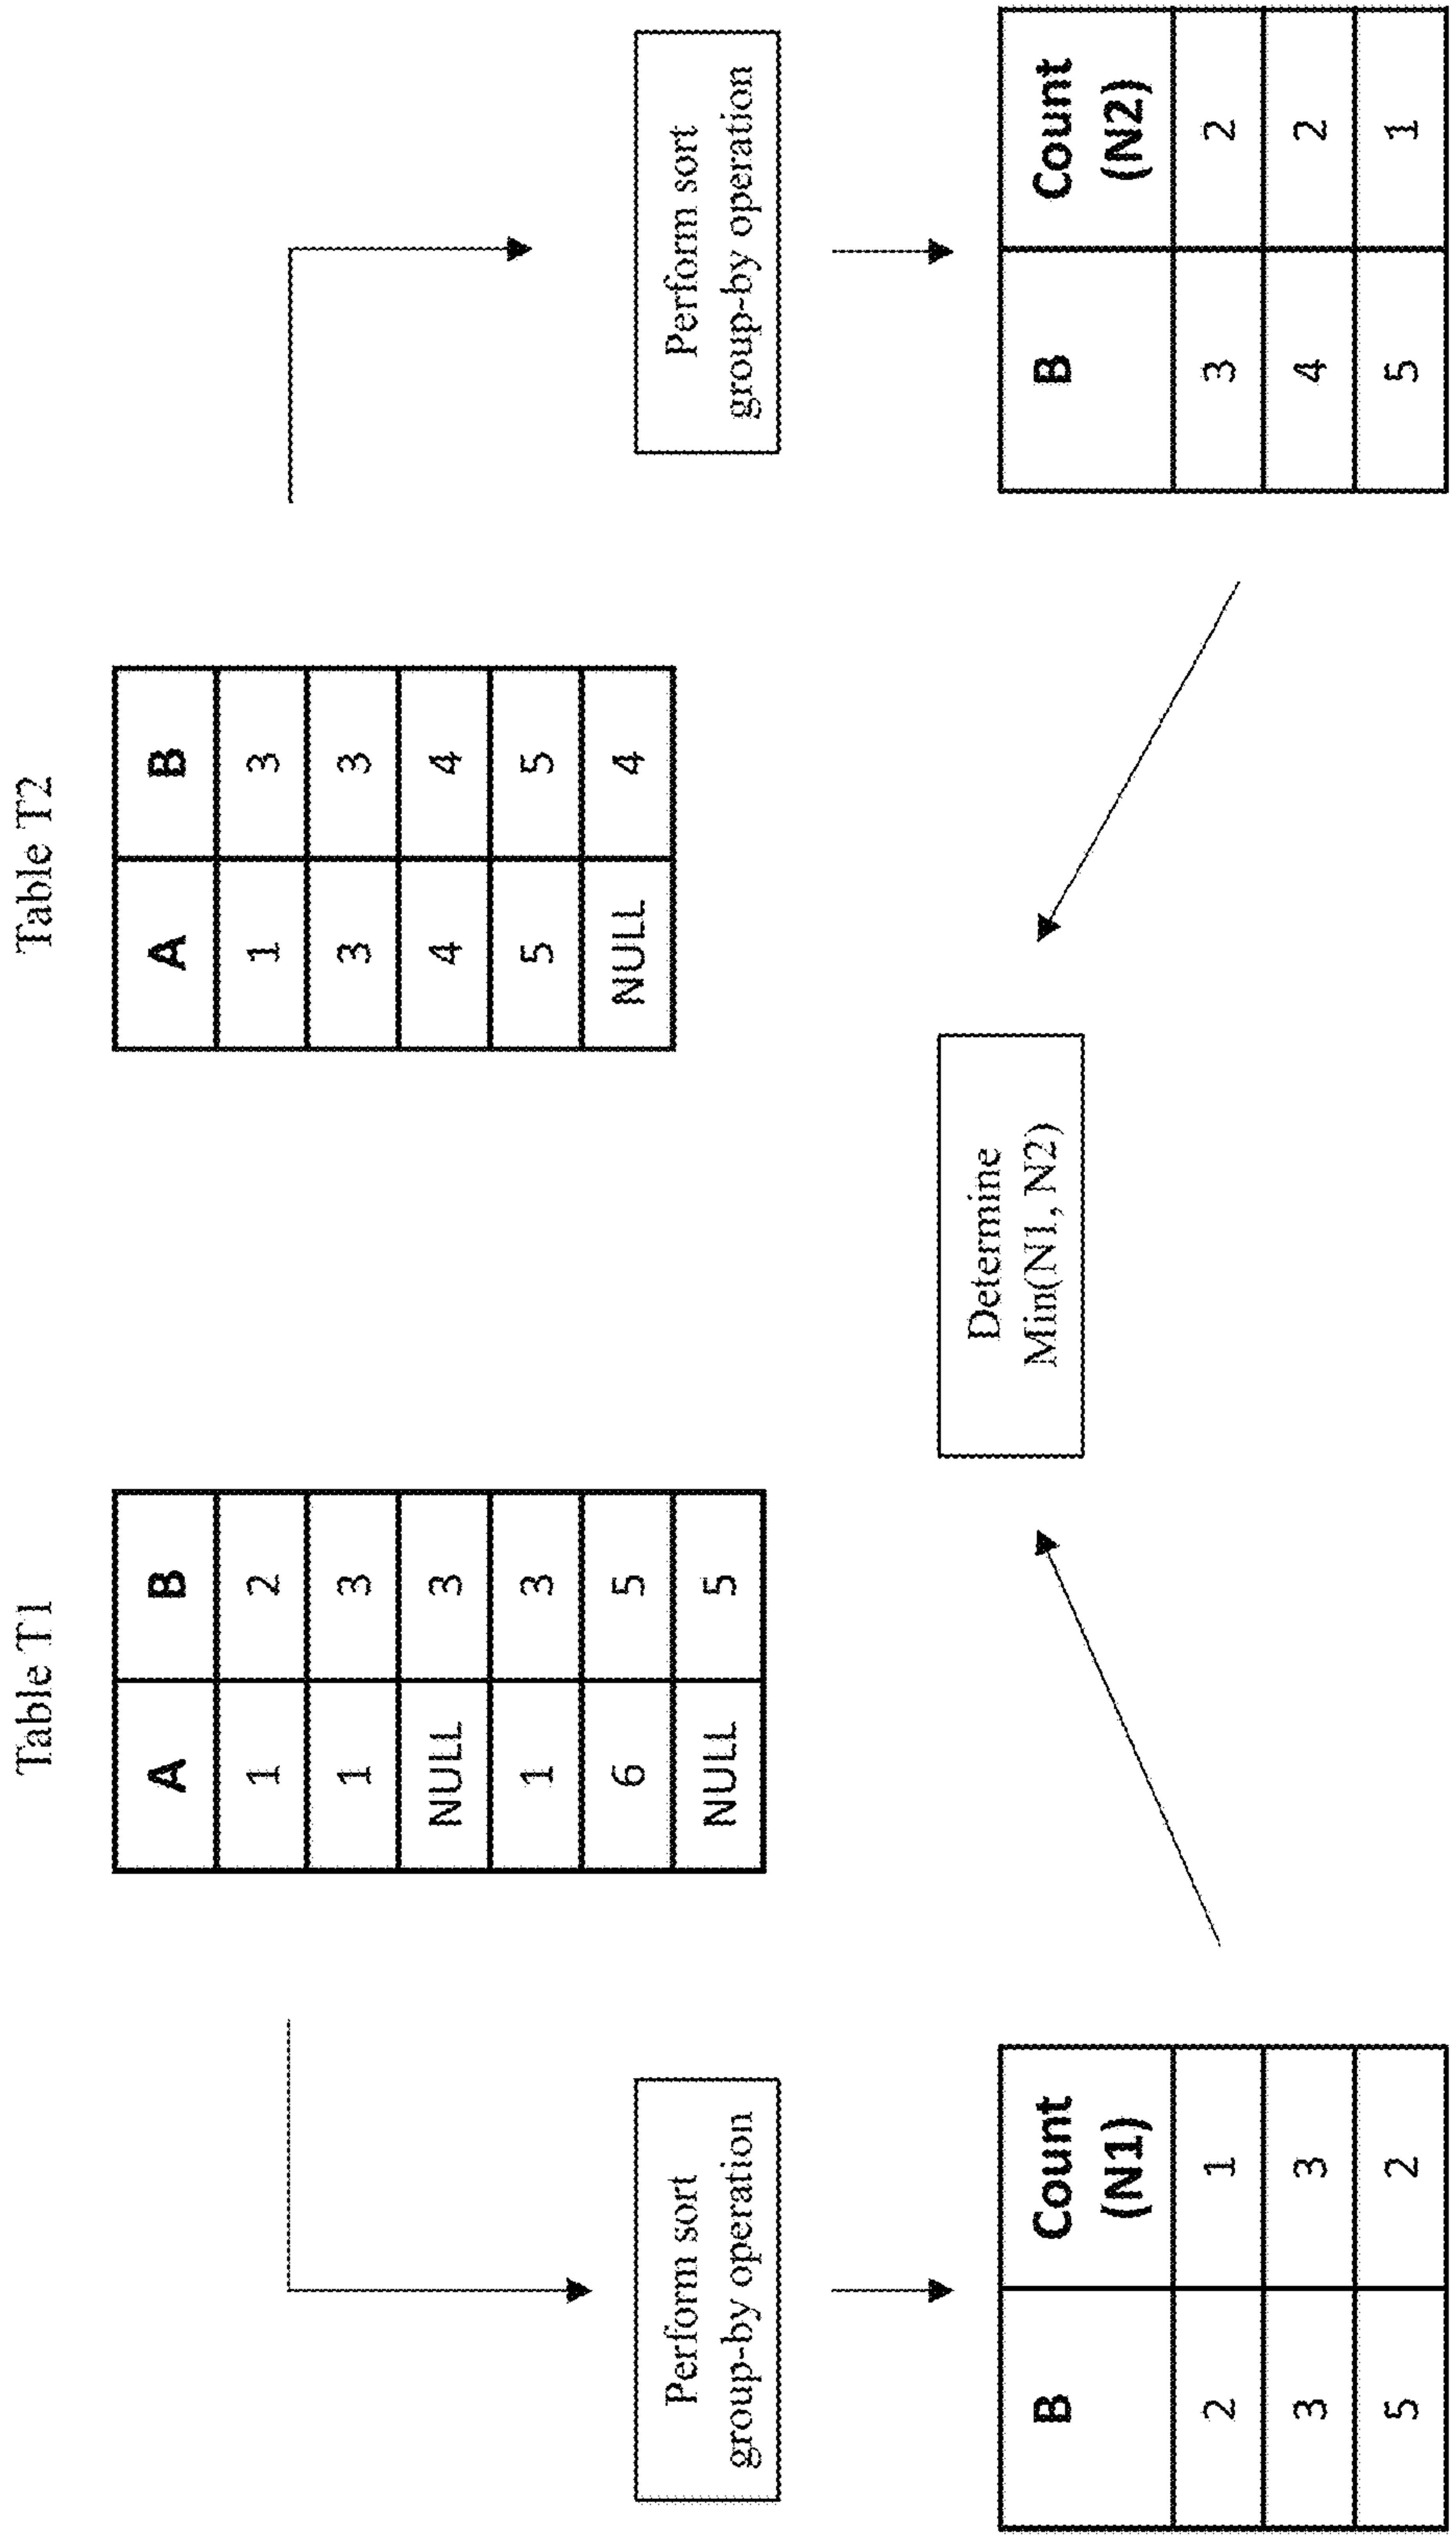 Table T1
A B
1 2
1 3
NULL 3
1 3
6 5
NULL 5
Table T2
A B
1 3
3 3
4 4
5 5
NULL 4
Perform sort
group-by operation
Perform sort
group-by operation
Determine
Min(N1, N2)
B Count
(N1)
2 1
3 3
5 2
B Count
(N2)
3 2
4 2
5 1